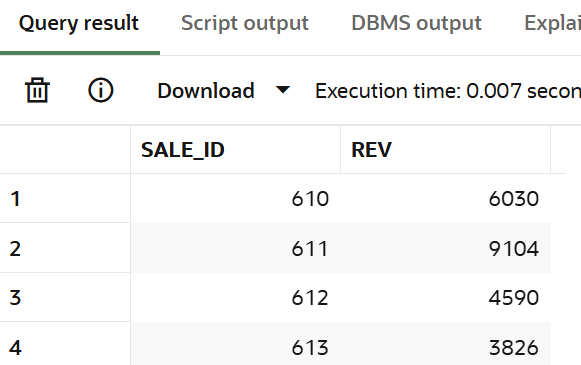 Query result Script output DBMS output Explai
Download Execution time: 0.007 secon
SALE_ID REV
1 610 6030
2 611 9104
3 612 4590
4 613 3826